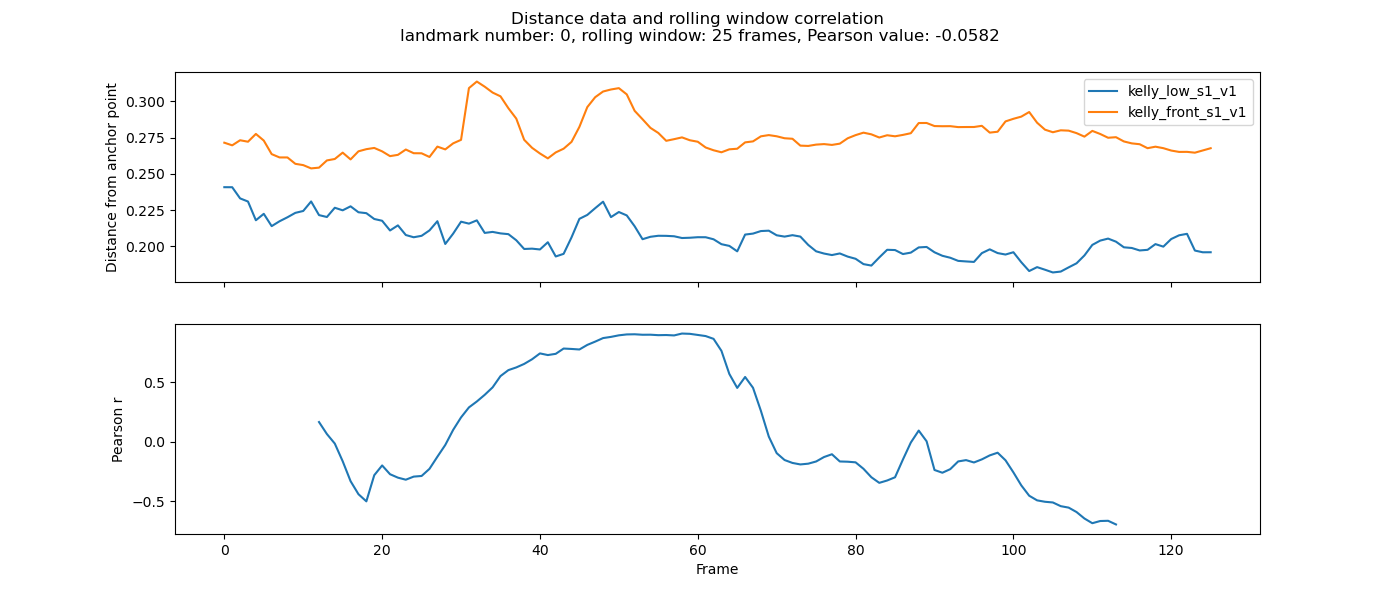 Distance data and rolling window correlation
landmark number: 0, rolling window: 25 frames, Pearson value: -0.0582
Distance from anchor point
0.300
0.275
0.250
0.225
0.200
kelly_low_s1_v1
kelly_front_s1_v1
Pearson r
0.5
0.0
−0.5
0
20
40
60
80
100
120
Frame